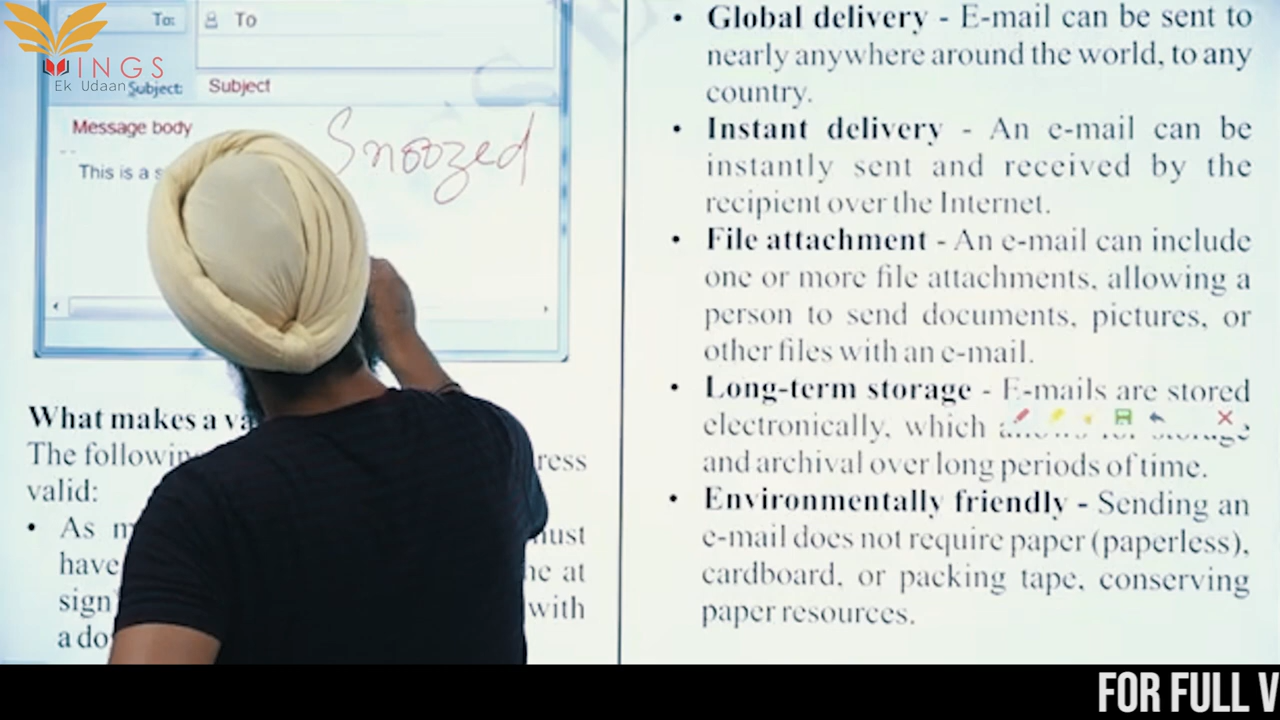 WINGS
Ek Udaan
To:
To
Subject:
Subject
Message body
This is a s
Snoozed
What makes a va
The followin ress
valid:
• As m must
have ne at
sign' with
a do
• Global delivery - E-mail can be sent to
nearly anywhere around the world, to any
country.
• Instant delivery - An e-mail can be
instantly sent and received by the
recipient over the Internet.
• File attachment - An e-mail can include
one or more file attachments, allowing a
person to send documents, pictures, or
other files with an e-mail.
• Long-term storage - E-mails are stored
electronically, which
and archival over long periods of time.
• Environmentally friendly - Sending an
e-mail does not require paper (paperless),
cardboard, or packing tape, conserving
paper resources.
FOR FULL V